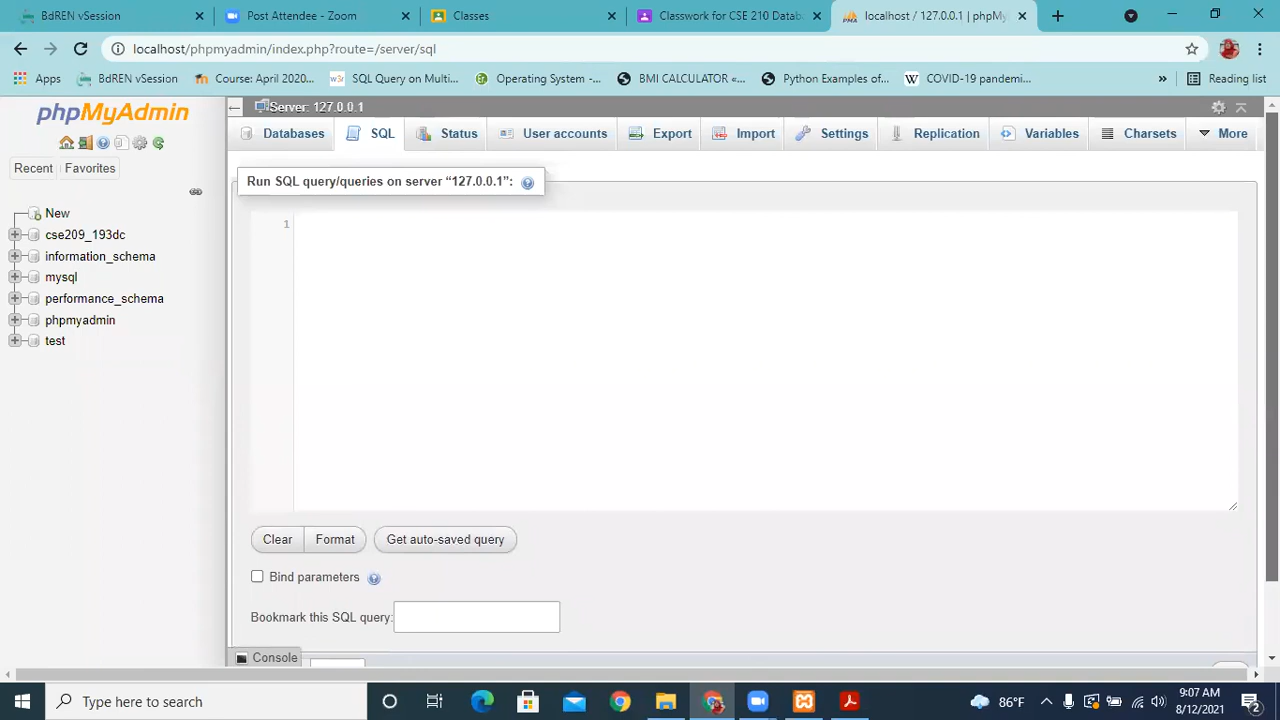 BdREN vSession
Post Attendee - Zoom
Classes
Classwork for CSE 210 Datab
localhost / 127.0.0.1 | phpMy
localhost/phpmyadmin/index.php?route=/server/sql
Apps
BdREN vSession
Course: April 2020...
SQL Query on Multi...
Operating System -...
BMI CALCULATOR «...
Python Examples of...
COVID-19 pandemi...
»
Reading list
phpMyAdmin
Recent
Favorites
New
cse209_193dc
information_schema
mysql
performance_schema
phpmyadmin
test
Server: 127.0.0.1
Databases
SQL
Status
User accounts
Export
Import
Settings
Replication
Variables
Charsets
More
Run SQL query/queries on server “127.0.0.1”:
1
Clear
Format
Get auto-saved query
Bind parameters
Bookmark this SQL query:
Console
Type here to search
86°F
9:07 AM
8/12/2021
2